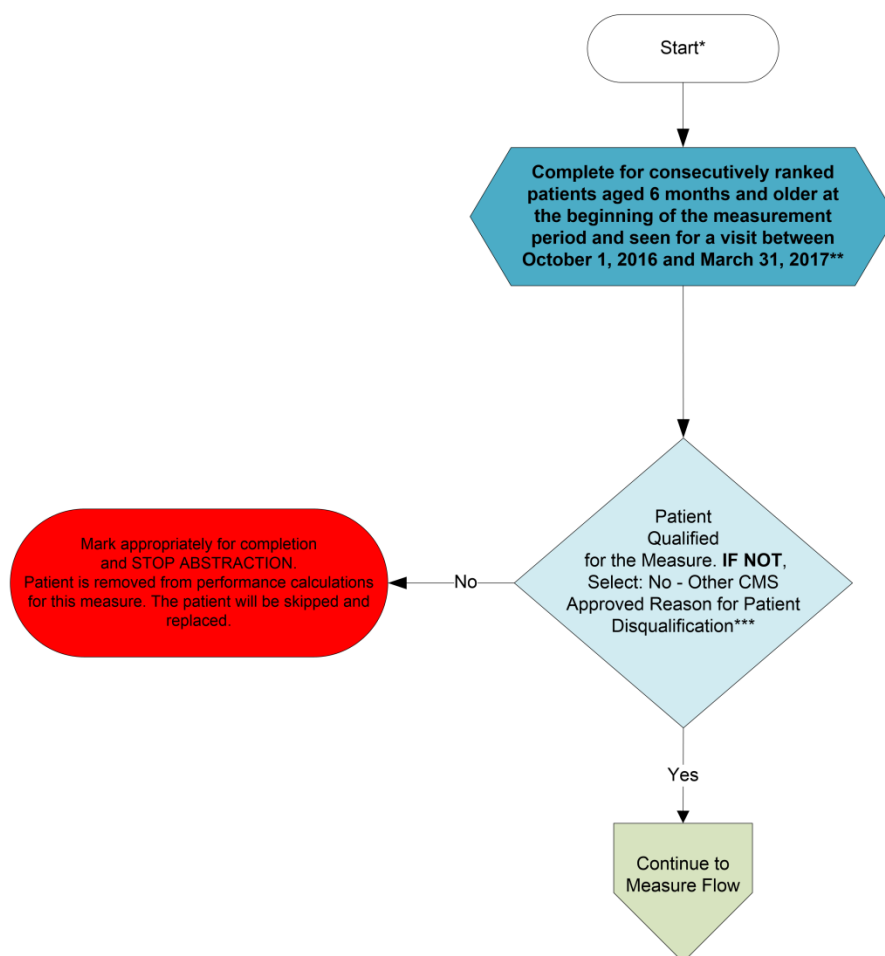 Start*
Complete for consecutively ranked
patients aged 6 months and older at
the beginning of the measurement
period and seen for a visit between
October 1, 2016 and March 31, 2017**
Patient
Qualified
for the Measure. IF NOT,
Select: No - Other CMS
Approved Reason for Patient
Disqualification***
No
Mark appropriately for completion
and STOP ABSTRACTION.
Patient is removed from performance calculations
for this measure. The patient will be skipped and
replaced.
Yes
Continue to
Measure Flow